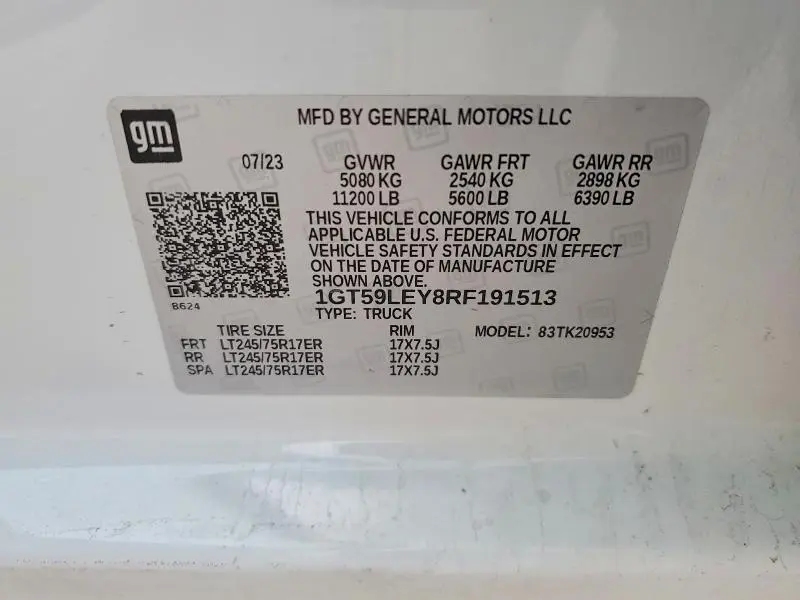 gm
MFD BY GENERAL MOTORS LLC
07/23 GVWR GAWR FRT GAWR RR
5080 KG 2540 KG 2898 KG
11200 LB 5600 LB 6390 LB
THIS VEHICLE CONFORMS TO ALL
APPLICABLE U.S. FEDERAL MOTOR
VEHICLE SAFETY STANDARDS IN EFFECT
ON THE DATE OF MANUFACTURE
SHOWN ABOVE.
1GT59LEY8RF191513
8624
TYPE: TRUCK
TIRE SIZE RIM MODEL: 83TK20953
FRT LT245/75R17ER 17X7.5J
RR LT245/75R17ER 17X7.5J
SPA LT245/75R17ER 17X7.5J